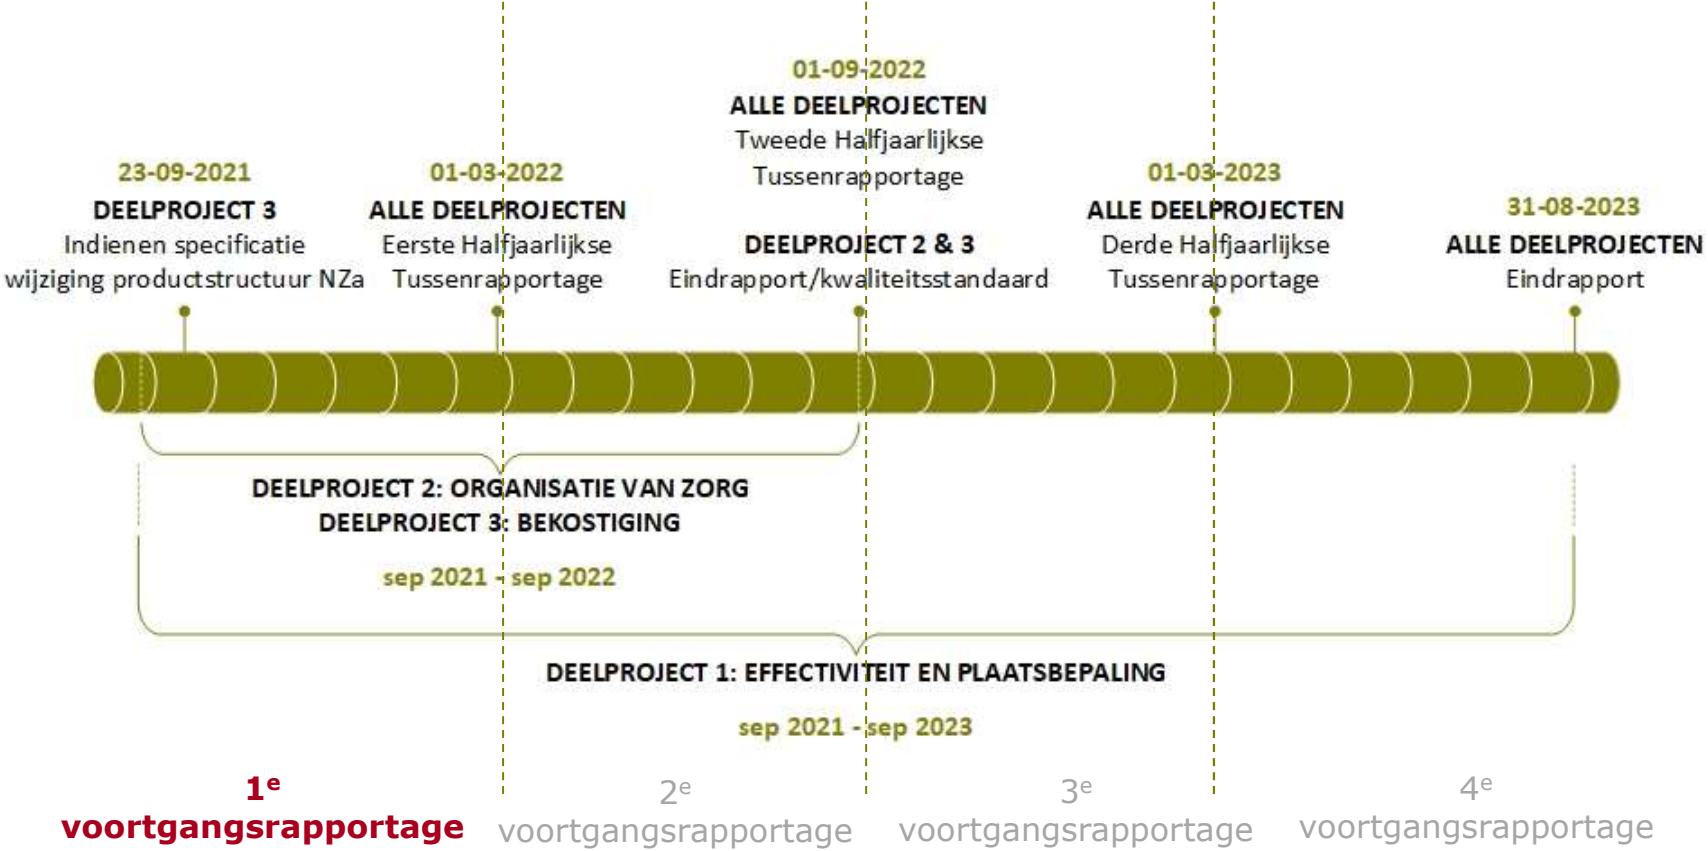 23-09-2021
DEELPROJECT 3
Indienen specificatie
wijziging productstructuur NZa
01-03-2022
ALLE DEELPROJECTEN
Eerste Halfjaarlijkse
Tussenrapportage
01-09-2022
ALLE DEELPROJECTEN
Tweede Halfjaarlijkse
Tussenrapportage
DEELPROJECT 2 & 3
Eindrapport/kwaliteitsstandaard
01-03-2023
ALLE DEELPROJECTEN
Derde Halfjaarlijkse
Tussenrapportage
31-08-2023
ALLE DEELPROJECTEN
Eindrapport
DEELPROJECT 2: ORGANISATIE VAN ZORG
DEELPROJECT 3: BEKOSTIGING
sep 2021 - sep 2022
DEELPROJECT 1: EFFECTIVITEIT EN PLAATSBEPALING
sep 2021 - sep 2023
1e
voortgangsrapportage
2e
voortgangsrapportage
3e
voortgangsrapportage
4e
voortgangsrapportage